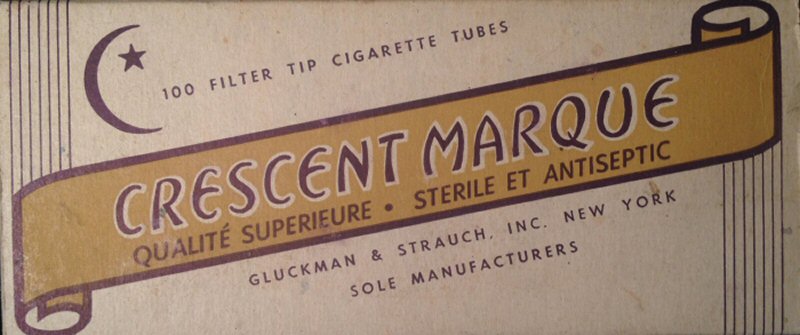 100 FILTER TIP CIGARETTE TUBES
CRESCENT MARQUE
QUALITÉ SUPERIEURE • STERILE ET ANTISEPTIC
GLUCKMAN & STRAUCH, INC. NEW YORK
SOLE MANUFACTURERS